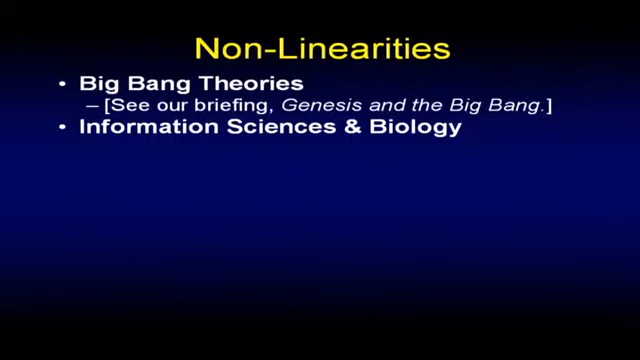 Non-Linearities
• Big Bang Theories
– [See our briefing, Genesis and the Big Bang.]
• Information Sciences & Biology